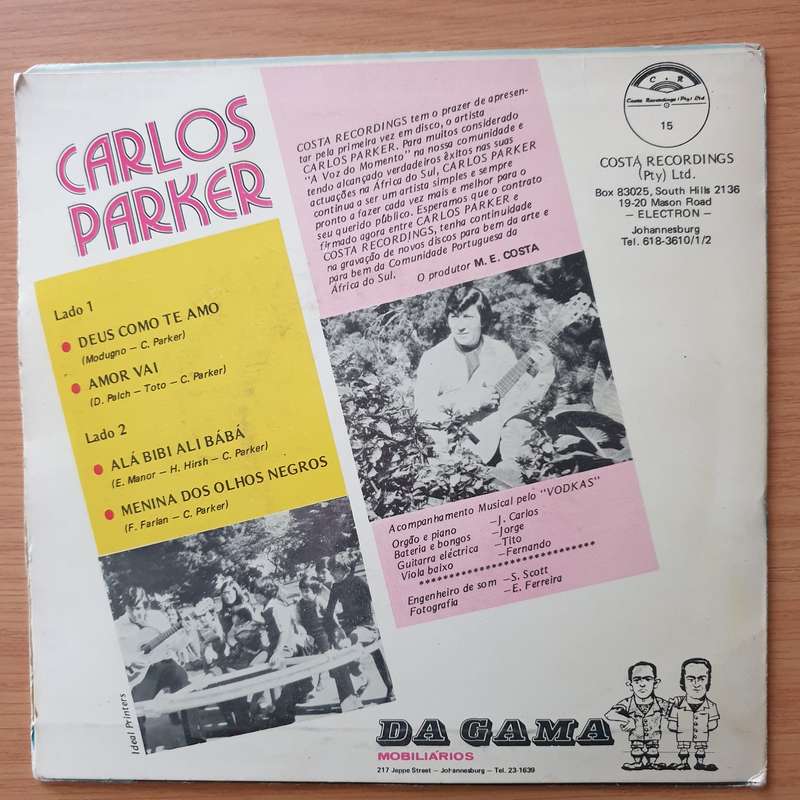 CARLOS
PARKER
COSTA RECORDINGS tem o prazer de apresen-
tar pela primeira vez em disco, o artista
CARLOS PARKER. Para muitos considerado
"A Voz do Momento" na nossa comunidade e
tendo alcançado verdadeiros êxitos nas suas
actuações na África do Sul, CARLOS PARKER
continua a ser um artista simples e sempre
pronto a fazer cada vez mais e melhor para o
seu querido público. Esperamos que o contrato
firmado agora entre CARLOS PARKER e
COSTA RECORDINGS, tenha continuidade
na gravação de novos discos para bem da arte e
para bem da Comunidade Portuguesa da
África do Sul.
O produtor M. E. COSTA
C. R
Costa Recordings (Pty) Ltd
15
COSTA RECORDINGS
(Pty) Ltd.
Box 83025, South Hills 2136
19-20 Mason Road
— ELECTRON —
Johannesburg
Tel. 618-3610/1/2
Lado 1
DEUS COMO TE AMO
(Modugno — C. Parker)
AMOR VAI
(D. Palch — Toto — C. Parker)
Lado 2
ALÁ BIBI ALI BÁBÁ
(E. Manor — H. Hirsh — C. Parker)
MENINA DOS OLHOS NEGROS
(F. Farian — C. Parker)
Acompanhamento Musical pelo "VODKAS"
Orgão e piano —J. Carlos
Bateria e bongos —Jorge
Guitarra eléctrica —Tito
Viola baixo —Fernando
****************************
Engenheiro de som —S. Scott
Fotografia —E. Ferreira
Ideal Printers
DA GAMA
MOBILIÁRIOS
217 Jeppe Street — Johannesburg — Tel. 23-1639